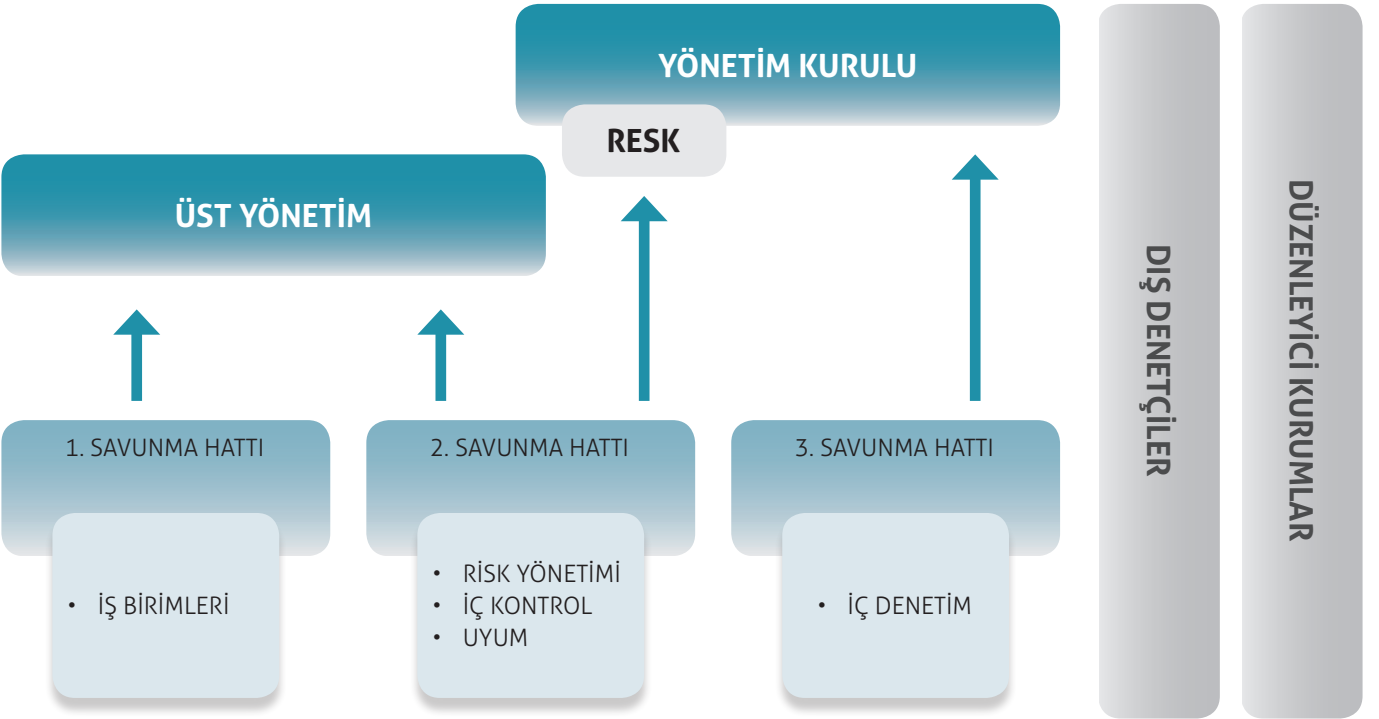 YÖNETİM KURULU
RESK
ÜST YÖNETİM
1. SAVUNMA HATTI
• İŞ BİRİMLERİ
2. SAVUNMA HATTI
• RİSK YÖNETİMİ
• İÇ KONTROL
• UYUM
3. SAVUNMA HATTI
• İÇ DENETİM
DIŞ DENETÇİLER
DÜZENLEYİCİ KURUMLAR